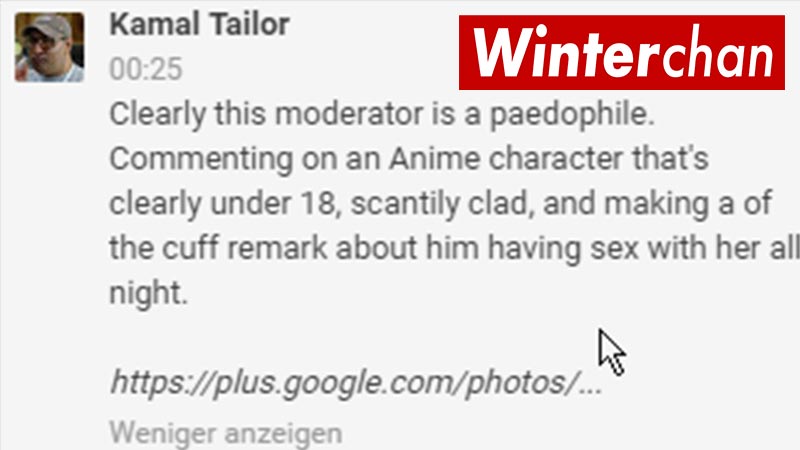 Kamal Tailor
Winterchan
00:25
Clearly this moderator is a paedophile.
Commenting on an Anime character that's
clearly under 18, scantily clad, and making a of
the cuff remark about him having sex with her all
night.
https://plus.google.com/photos/...
Weniger anzeigen